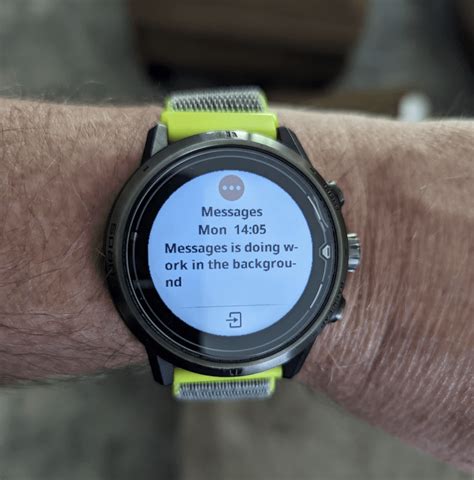 Messages
Mon 14:05
Messages is doing w-
ork in the backgrou-
nd